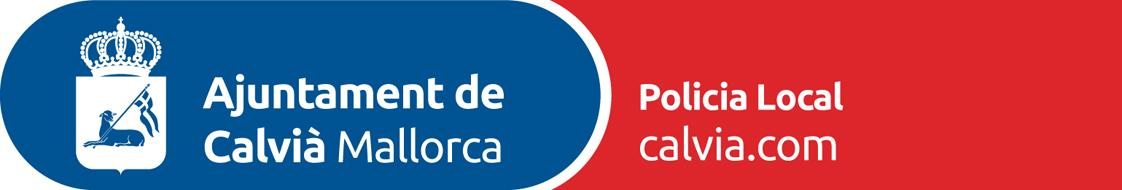 Ajuntament de
Calvià Mallorca
Policia Local
calvia.com